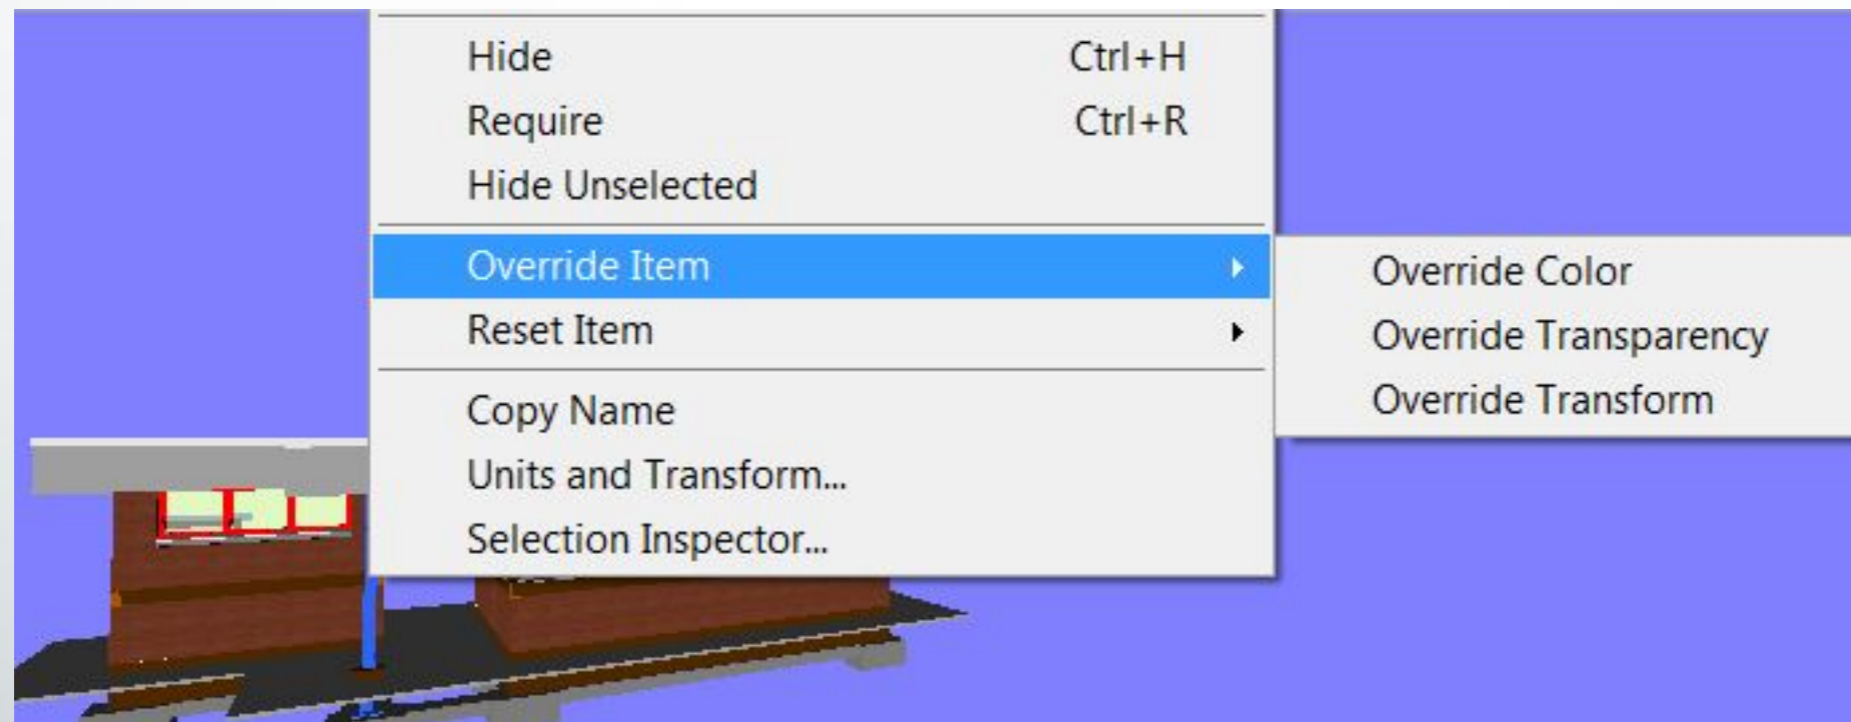 Hide Ctrl+H
Require Ctrl+R
Hide Unselected
Override Item
Reset Item
Copy Name
Units and Transform...
Selection Inspector...
Override Color
Override Transparency
Override Transform